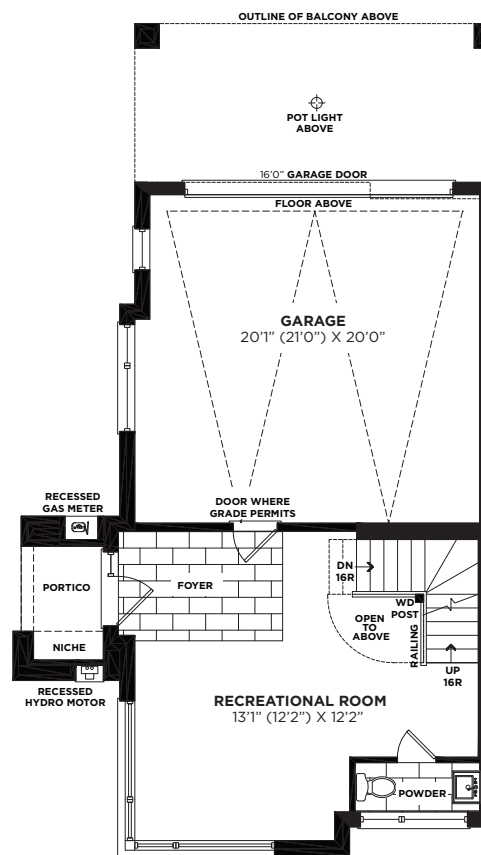 OUTLINE OF BALCONY ABOVE
POT LIGHT
ABOVE
16'0" GARAGE DOOR
FLOOR ABOVE
GARAGE
20'1" (21'0") X 20'0"
RECESSED
GAS METER
DOOR WHERE
GRADE PERMITS
PORTICO
FOYER
DN
16R
WD
POST
OPEN
TO
ABOVE
RAILING
NICHE
UP
16R
RECESSED
HYDRO MOTOR
RECREATIONAL ROOM
13'1" (12'2") X 12'2"
POWDER